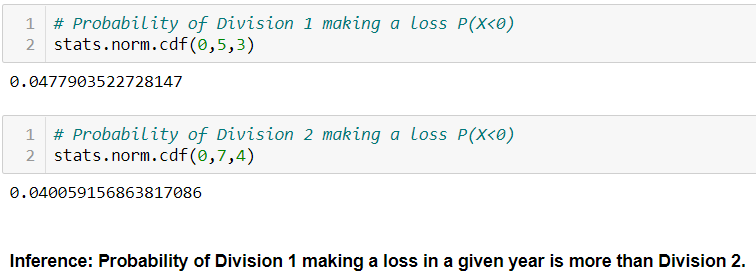 1 # Probability of Division 1 making a loss P(X<0)
2 stats.norm.cdf(0,5,3)
0.0477903522728147
1 # Probability of Division 2 making a loss P(X<0)
2 stats.norm.cdf(0,7,4)
0.040059156863817086
Inference: Probability of Division 1 making a loss in a given year is more than Division 2.